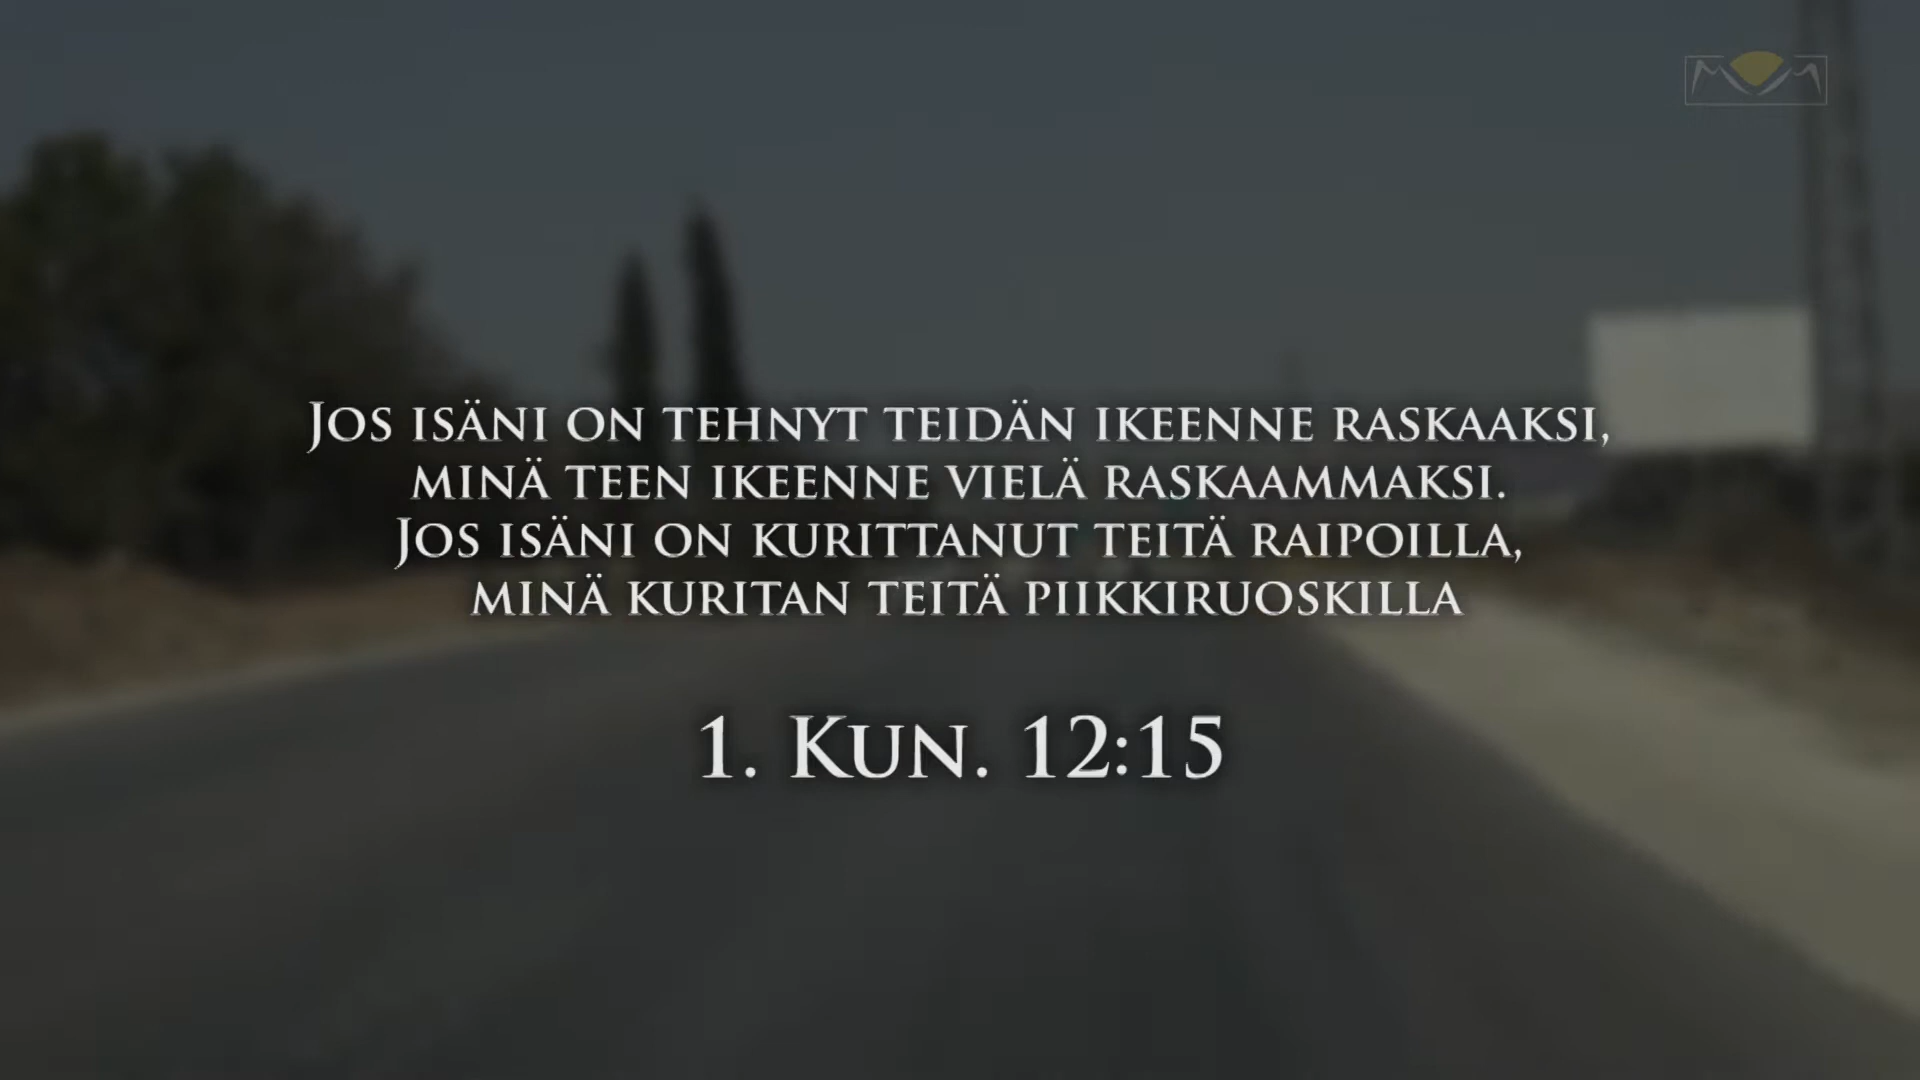 Jos isäni on tehnyt teidän ikeenne raskaaksi,
minä teen ikeenne vielä raskaammaksi.
Jos isäni on kurittanut teitä raipoilla,
minä kuritan teitä piikkiruoskilla
1. Kun. 12:15